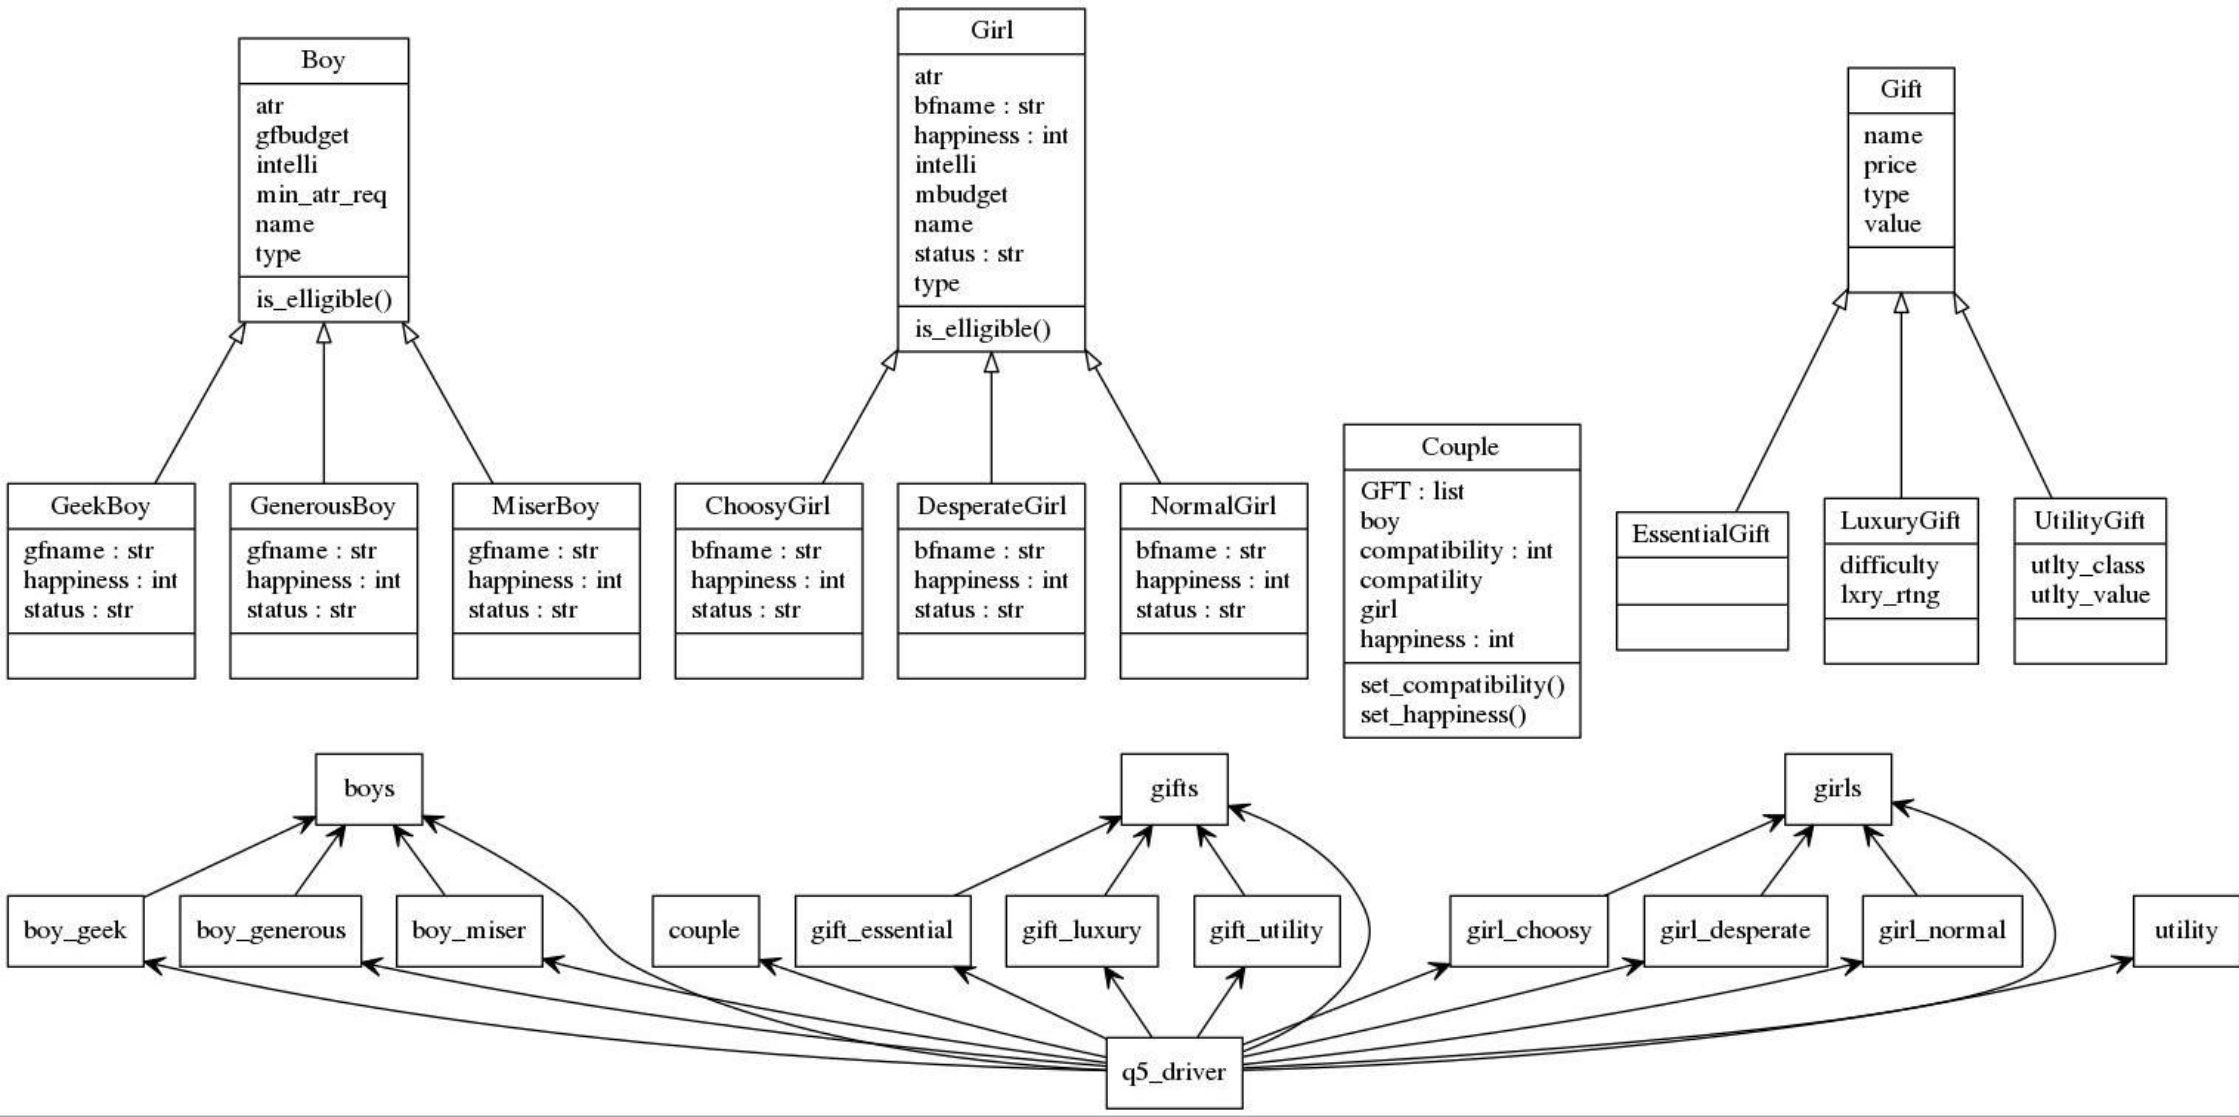 Boy
atr
gfbudget
intelli
min_atr_req
name
type
is_elligible()
Girl
atr
bfname : str
happiness : int
intelli
mbudget
name
status : str
type
is_elligible()
Gift
name
price
type
value
GeekBoy
gfname : str
happiness : int
status : str
GenerousBoy
gfname : str
happiness : int
status : str
MiserBoy
gfname : str
happiness : int
status : str
ChoosyGirl
bfname : str
happiness : int
status : str
DesperateGirl
bfname : str
happiness : int
status : str
NormalGirl
bfname : str
happiness : int
status : str
Couple
GFT : list
boy
compatibility : int
compatility
girl
happiness : int
set_compatibility()
set_happiness()
EssentialGift
LuxuryGift
difficulty
lxry_rtng
UtilityGift
utlty_class
utlty_value
boys
gifts
girls
boy_geek
boy_generous
boy_miser
couple
gift_essential
gift_luxury
gift_utility
girl_choosy
girl_desperate
girl_normal
utility
q5_driver